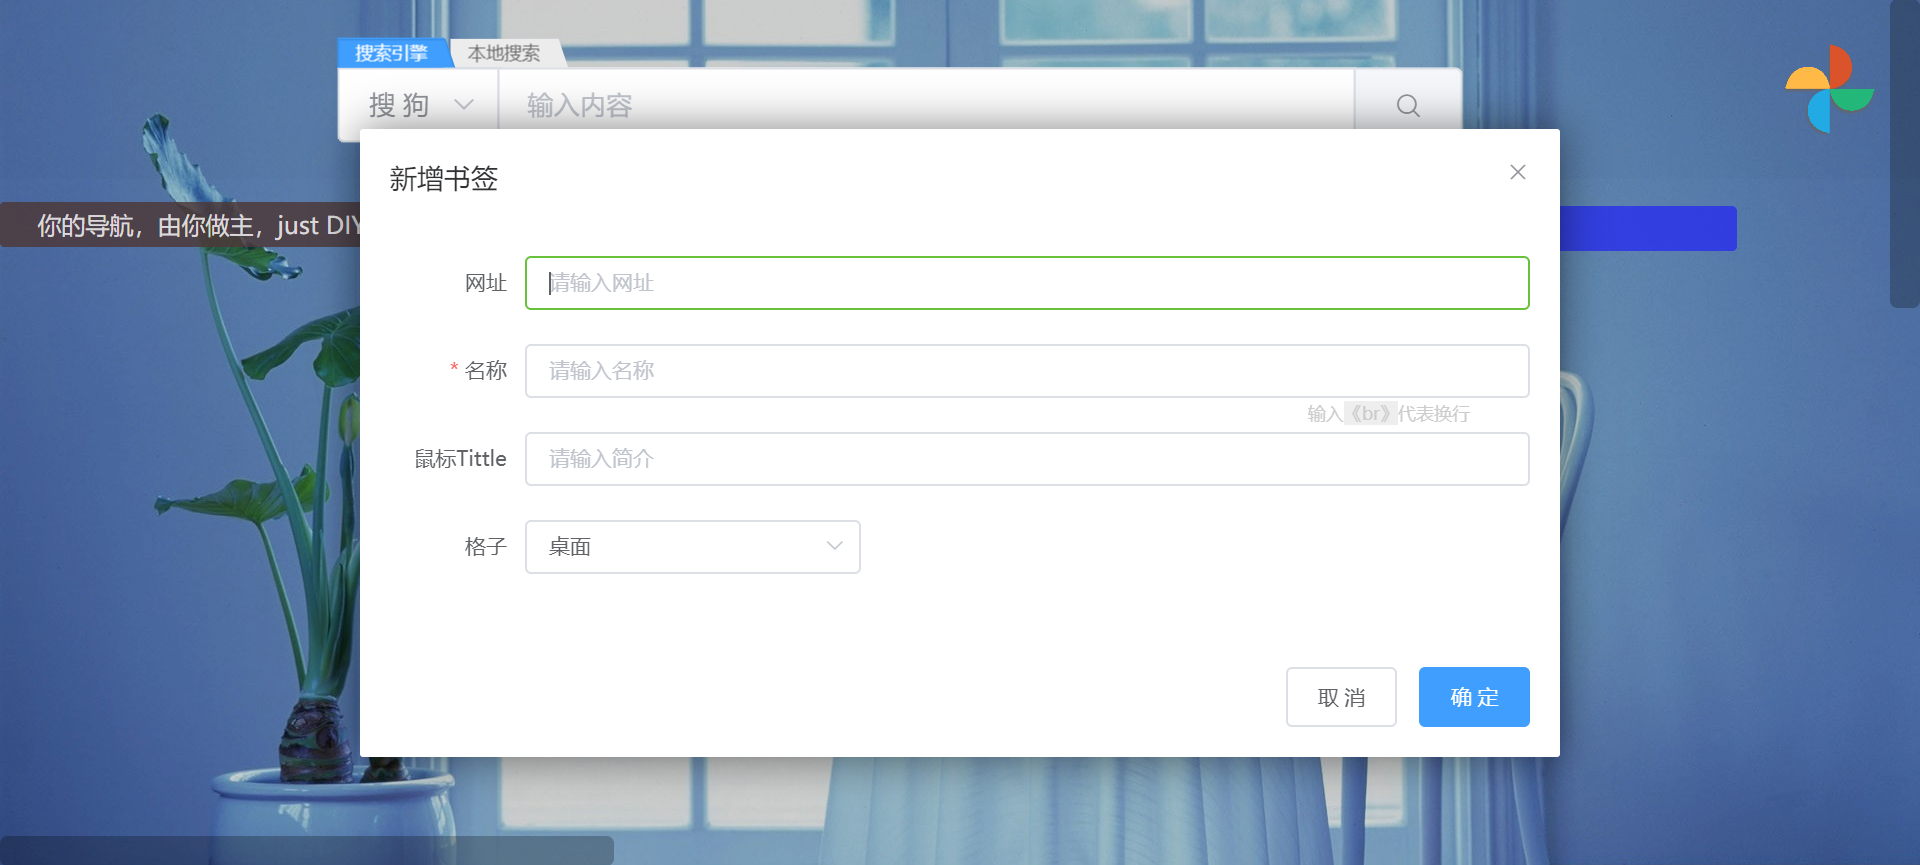 搜索引擎 本地搜索
搜 狗 输入内容
新增书签
你的导航，由你做主，just DIY
网址 请输入网址
* 名称 请输入名称
输入《br》代表换行
鼠标Tittle 请输入简介
格子 桌面
取 消 确 定